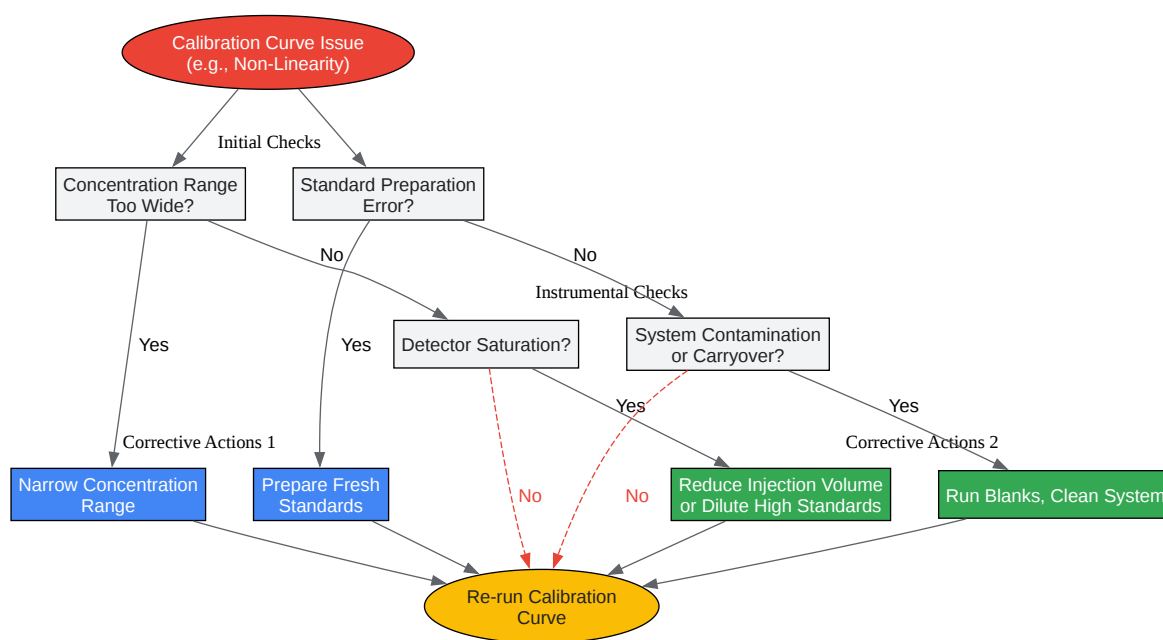 Calibration Curve Issue
(e.g., Non-Linearity)
Initial Checks
Concentration Range
Too Wide?
Standard Preparation
Error?
No
No
Instrumental Checks
Yes
Yes
Detector Saturation?
System Contamination
or Carryover?
Yes
Yes
Corrective Actions 1
Corrective Actions 2
Narrow Concentration
Range
Prepare Fresh
Standards
No
No
Reduce Injection Volume
or Dilute High Standards
Run Blanks, Clean System
Re-run Calibration
Curve